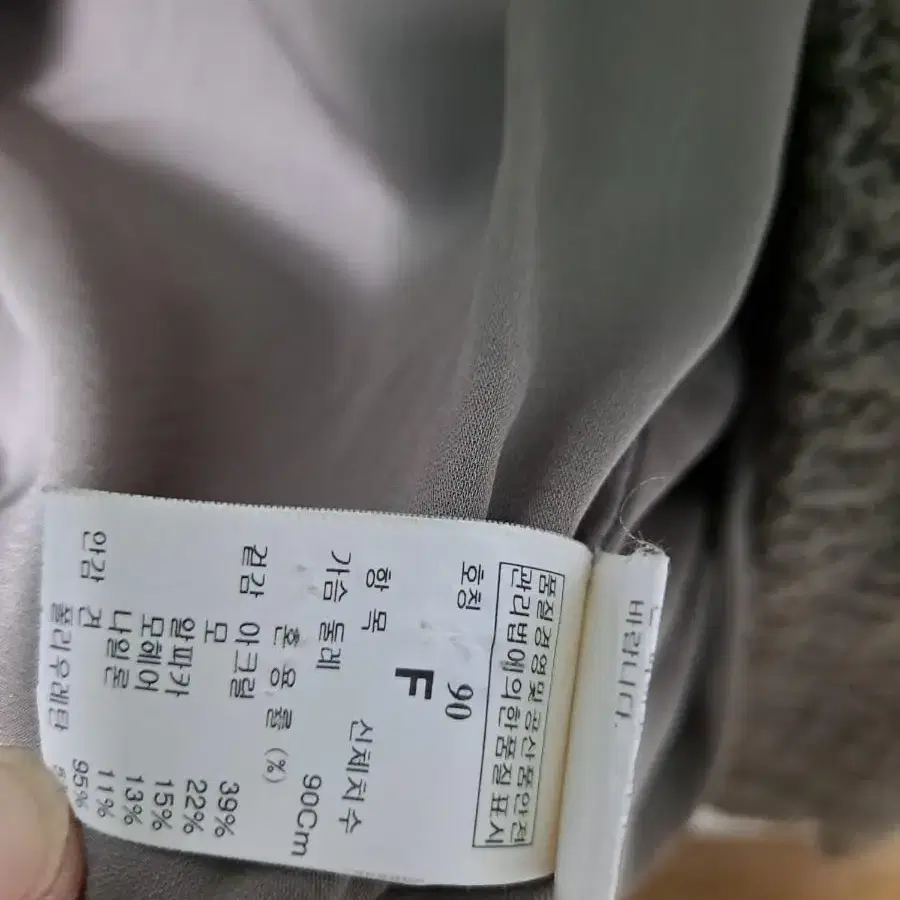 품질경영및 공산품안전
관리법에의한품질 표시
호칭 90
F
항 목 신체치수
가슴 둘레 90Cm
혼 용 률 (%)
겉감 아크릴 39%
모 22%
알파카 15%
모헤어 13%
나일론 11%
안감 견 95%
폴리우레탄
바랍니다.